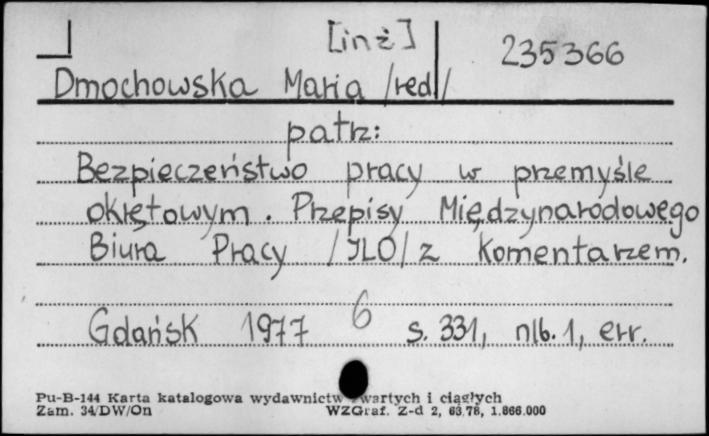 [inż] 235366
Dmochowska Maria /red/
patrz:
Bezpieczeństwo pracy w przemyśle
okrętowym. Przepisy Międzynarodowego
Biura Pracy /ILO/ z komentarzem.
Gdańsk 1977 6 s. 331, nlb. 1, err.
Pu-B-144 Karta katalogowa wydawnictw zwartych i ciągłych
Zam. 34/DW/On WZGraf. Z-d 2, 63,78, 1.866.000